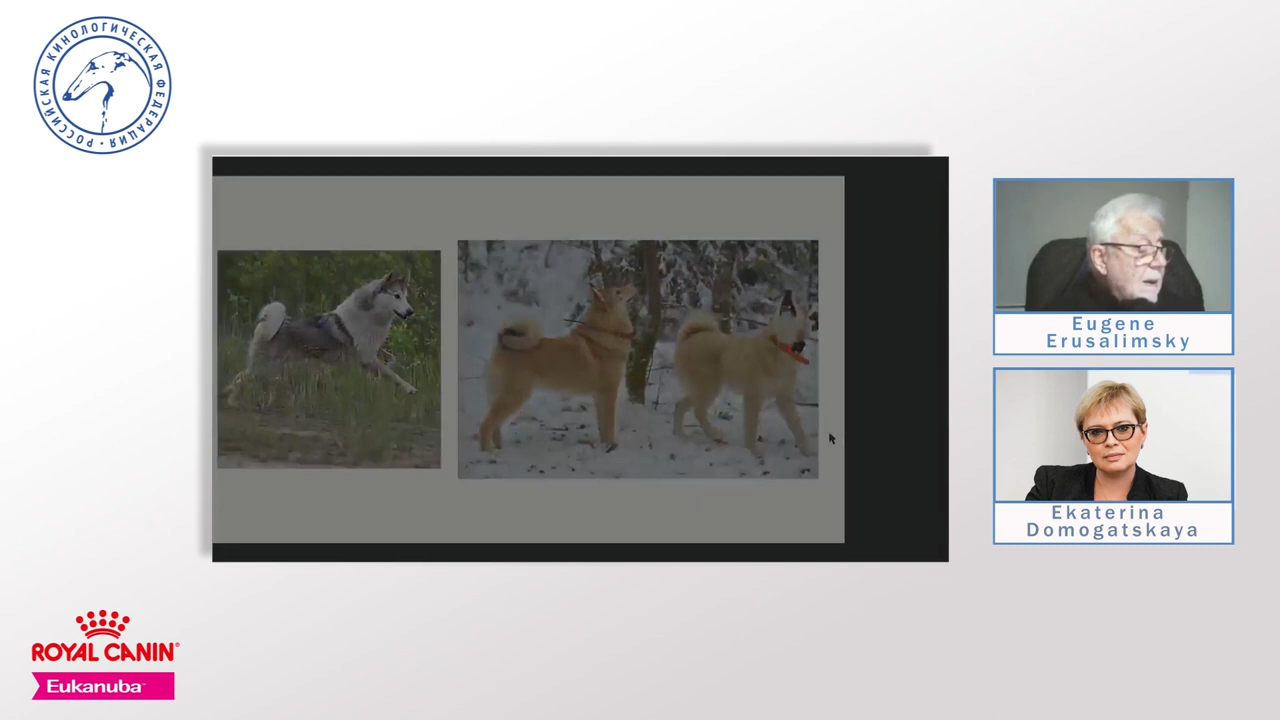 РОССИЙСКАЯ КИНОЛОГИЧЕСКАЯ ФЕДЕРАЦИЯ
Eugene
Erusalimsky
Ekaterina
Domogatskaya
ROYAL CANIN
Eukanuba